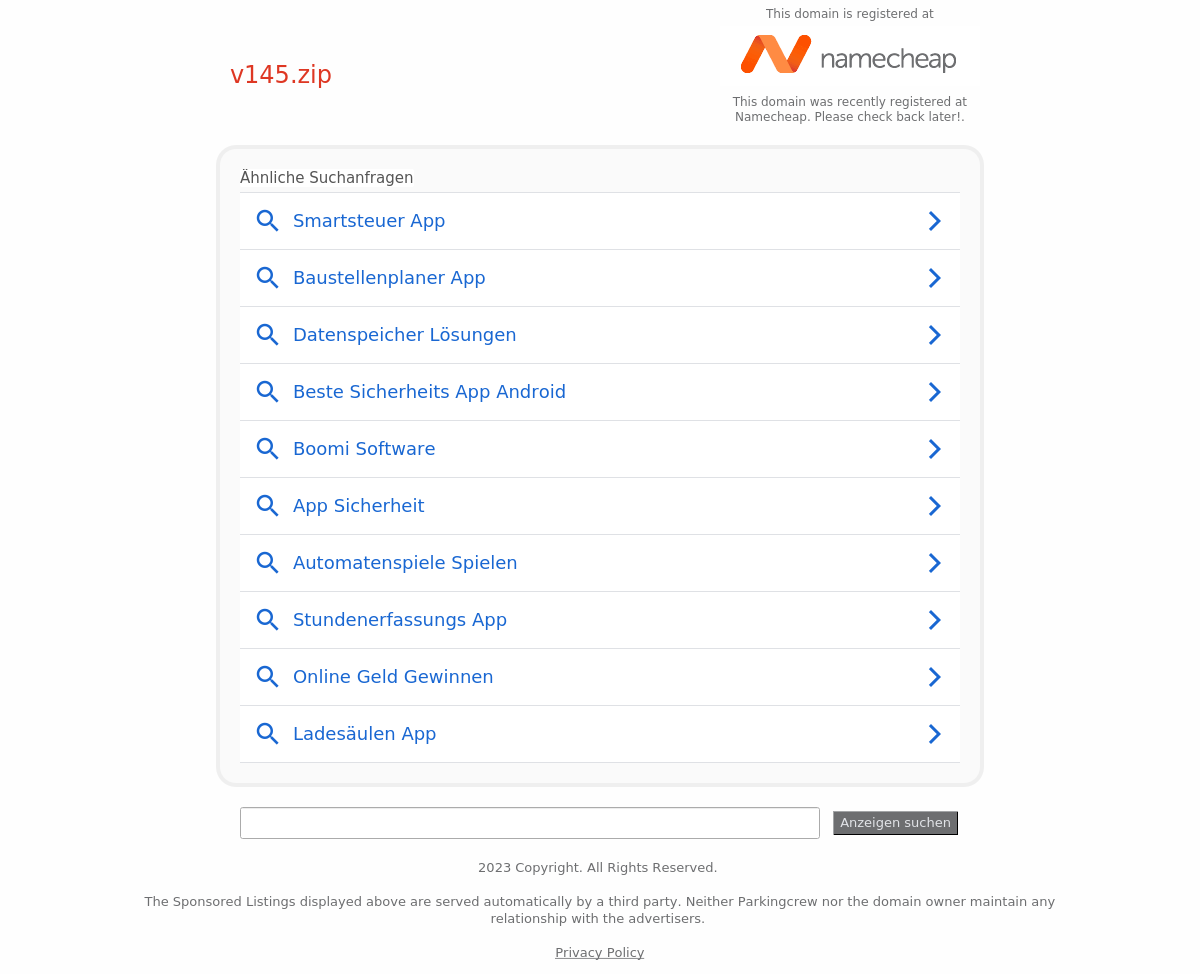 This domain is registered at
namecheap
v145.zip
This domain was recently registered at
Namecheap. Please check back later!.
Ähnliche Suchanfragen
Smartsteuer App
Baustellenplaner App
Datenspeicher Lösungen
Beste Sicherheits App Android
Boomi Software
App Sicherheit
Automatenspiele Spielen
Stundenerfassungs App
Online Geld Gewinnen
Ladesäulen App
Anzeigen suchen
2023 Copyright. All Rights Reserved.
The Sponsored Listings displayed above are served automatically by a third party. Neither Parkingcrew nor the domain owner maintain any
relationship with the advertisers.
Privacy Policy